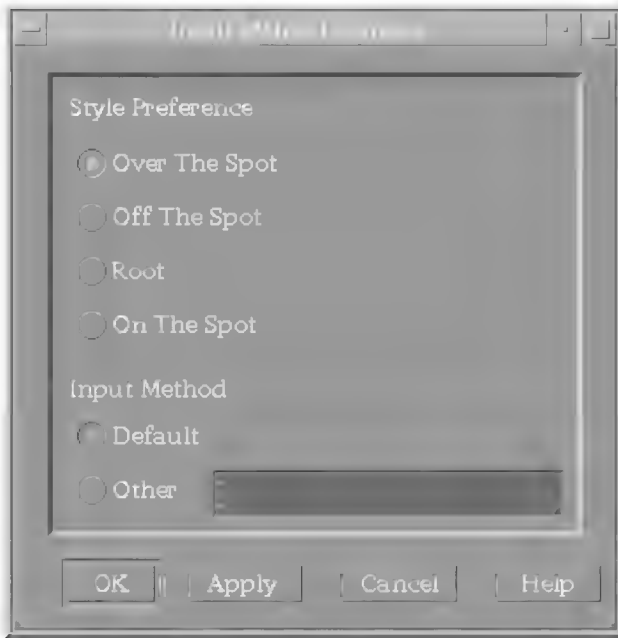 Style Preference
Over The Spot
Off The Spot
Root
On The Spot
Input Method
Default
Other
OK Apply Cancel Help